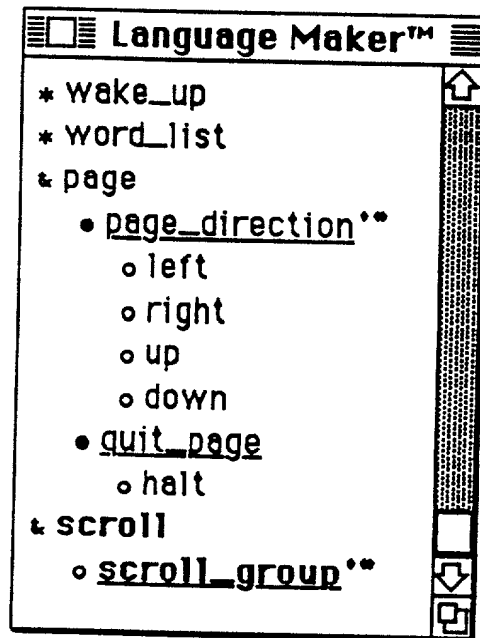 Language Maker™
* wake_up
* word_list
& page
• page_direction'"
o left
o right
o up
o down
• quit_page
o halt
& scroll
o scroll_group'"